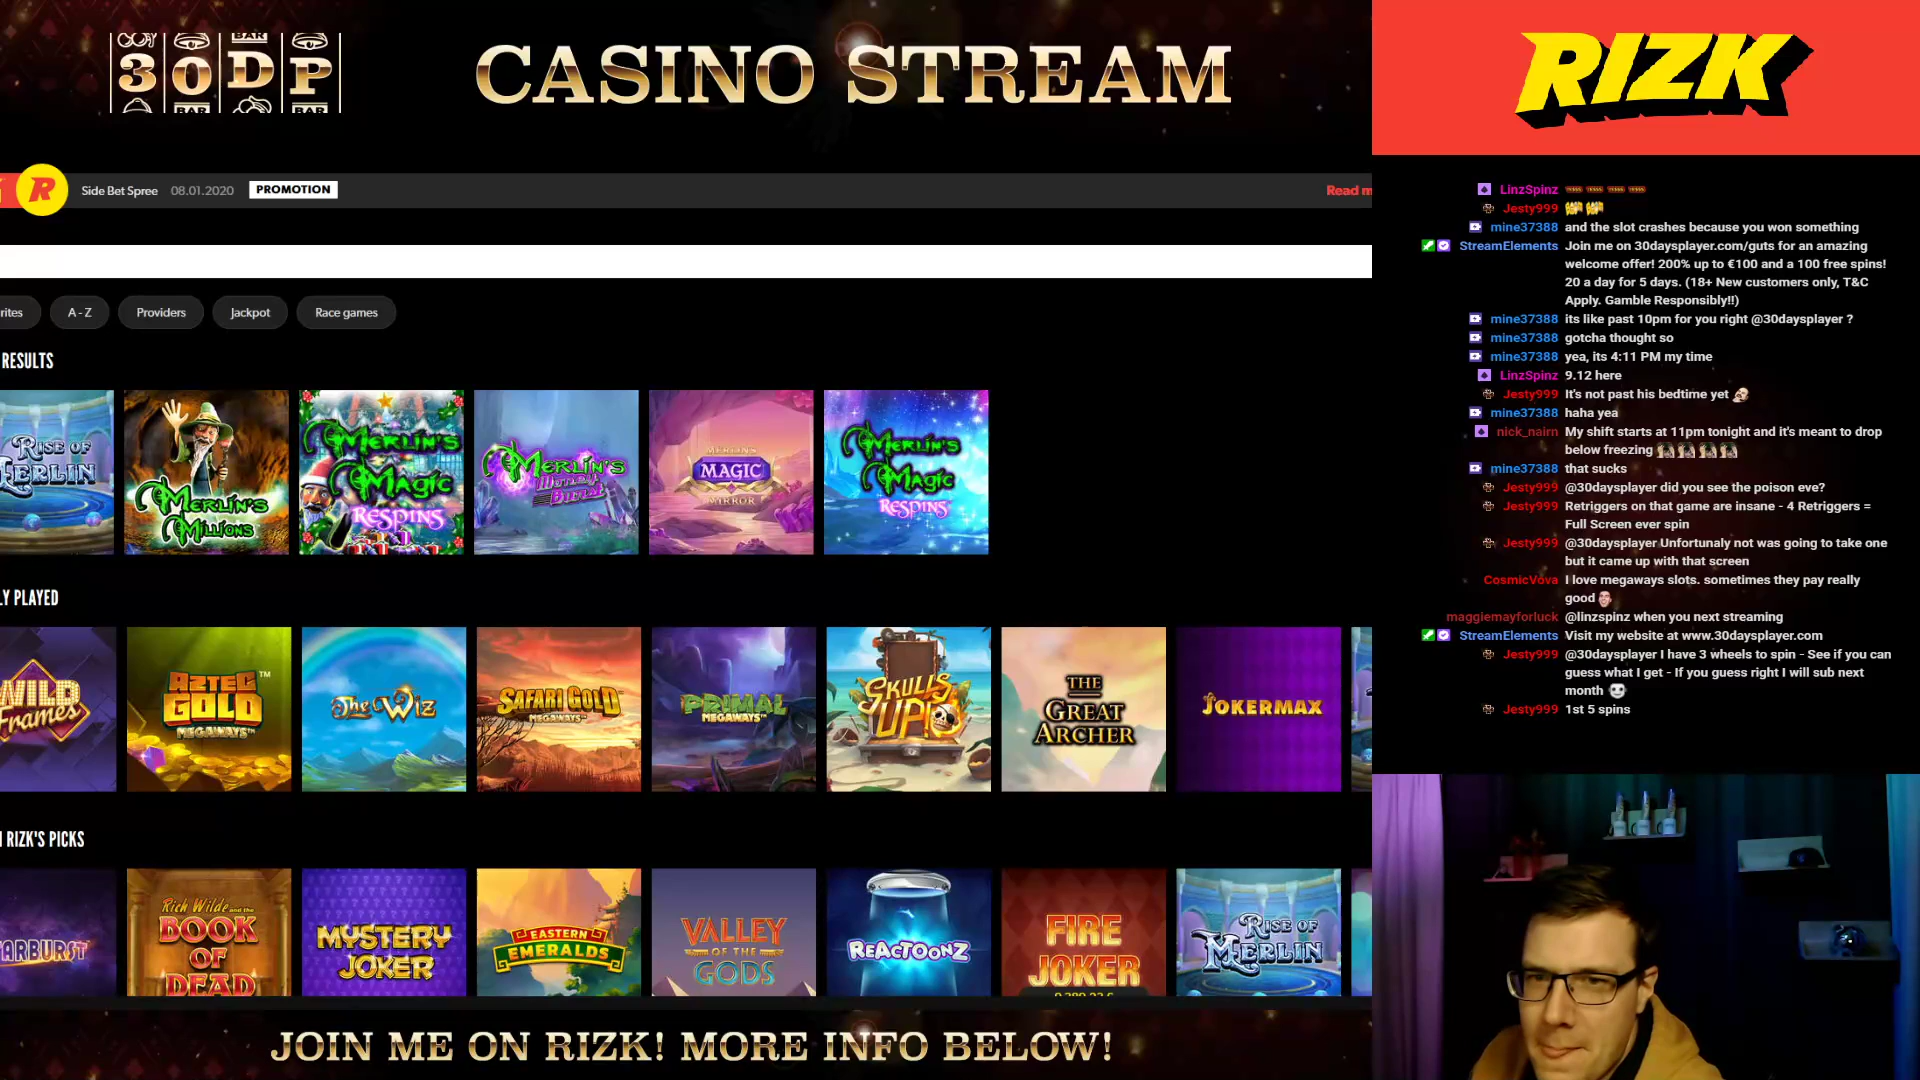 30DP
CASINO STREAM
RIZK
R
Side Bet Spree 08.01.2020 PROMOTION
Read m
rites
A - Z
Providers
Jackpot
Race games
RESULTS
RISE OF
ERLIN
MERLIN'S
MILLIONS
MERLIN'S
MAGIC
RESPINS
MERLIN'S
Money
Burst
MERLIN'S
MAGIC
MIRROR
MERLIN'S
MAGIC
RESPINS
LY PLAYED
WILD
Frames
AZTEC
GOLD
MEGAWAYS™
The Wiz
SAFARI GOLD
MEGAWAYS™
PRIMAL
MEGAWAYS™
SKULLS
UP!
THE
GREAT
ARCHER
JOKERMAX
RIZK'S PICKS
ARBURST
Rich Wilde and the
BOOK
OF
DEAD
MYSTERY
JOKER
EASTERN
EMERALDS
VALLEY
OF THE
GODS
REACTOONZ
FIRE
JOKER
RISE OF
MERLIN
JOIN ME ON RIZK! MORE INFO BELOW!
LinzSpinz
Jesty999
mine37388 and the slot crashes because you won something
StreamElements Join me on 30daysplayer.com/guts for an amazing
welcome offer! 200% up to €100 and a 100 free spins!
20 a day for 5 days. (18+ New customers only, T&C
Apply. Gamble Responsibly!!)
mine37388 its like past 10pm for you right @30daysplayer ?
mine37388 gotcha thought so
mine37388 yea, its 4:11 PM my time
LinzSpinz 9.12 here
Jesty999 It's not past his bedtime yet
mine37388 haha yea
nick_nairn My shift starts at 11pm tonight and it's meant to drop
below freezing
mine37388 that sucks
Jesty999 @30daysplayer did you see the poison eve?
Jesty999 Retriggers on that game are insane - 4 Retriggers =
Full Screen ever spin
Jesty999 @30daysplayer Unfortunaly not was going to take one
but it came up with that screen
CosmicVova I love megaways slots. sometimes they pay really
good
maggiemayforluck @linzspinz when you next streaming
StreamElements Visit my website at www.30daysplayer.com
Jesty999 @30daysplayer I have 3 wheels to spin - See if you can
guess what I get - If you guess right I will sub next
month
Jesty999 1st 5 spins